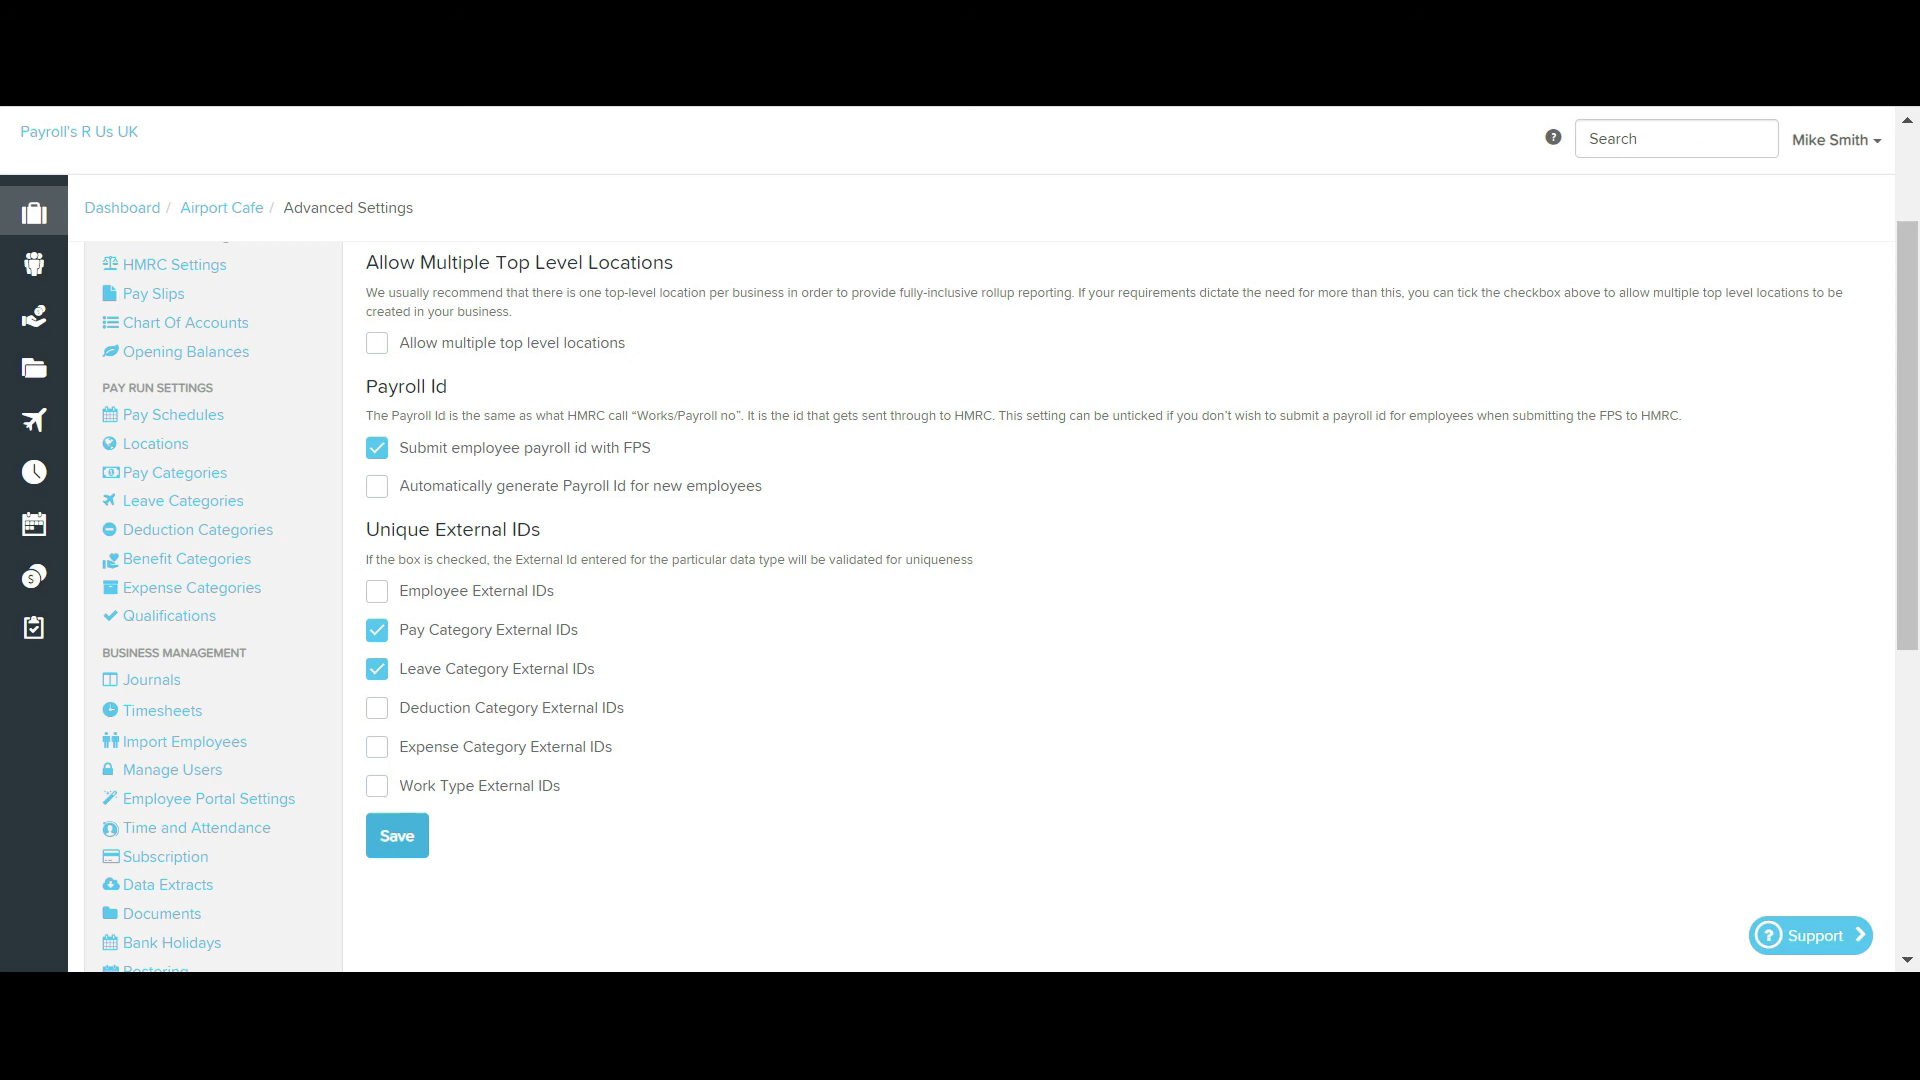 Payroll's R Us UK
Search
Mike Smith
Dashboard / Airport Cafe / Advanced Settings
HMRC Settings
Pay Slips
Chart Of Accounts
Opening Balances
PAY RUN SETTINGS
Pay Schedules
Locations
Pay Categories
Leave Categories
Deduction Categories
Benefit Categories
Expense Categories
Qualifications
BUSINESS MANAGEMENT
Journals
Timesheets
Import Employees
Manage Users
Employee Portal Settings
Time and Attendance
Subscription
Data Extracts
Documents
Bank Holidays
Allow Multiple Top Level Locations
We usually recommend that there is one top-level location per business in order to provide fully-inclusive rollup reporting. If your requirements dictate the need for more than this, you can tick the checkbox above to allow multiple top level locations to be
created in your business.
Allow multiple top level locations
Payroll Id
The Payroll Id is the same as what HMRC call “Works/Payroll no”. It is the id that gets sent through to HMRC. This setting can be unticked if you don’t wish to submit a payroll id for employees when submitting the FPS to HMRC.
Submit employee payroll id with FPS
Automatically generate Payroll Id for new employees
Unique External IDs
If the box is checked, the External Id entered for the particular data type will be validated for uniqueness
Employee External IDs
Pay Category External IDs
Leave Category External IDs
Deduction Category External IDs
Expense Category External IDs
Work Type External IDs
Save
? Support